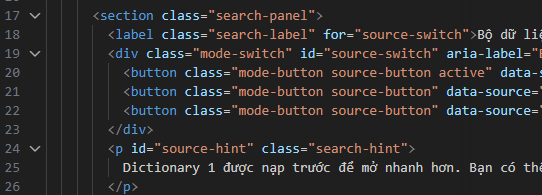 17 <section class="search-panel">
18 <label class="search-label" for="source-switch">Bộ dữ liệ
19 <div class="mode-switch" id="source-switch" aria-label="
20 <button class="mode-button source-button active" data-s
21 <button class="mode-button source-button" data-source="
22 <button class="mode-button source-button" data-source="
23 </div>
24 <p id="source-hint" class="search-hint">
25 Dictionary 1 được nạp trước để mở nhanh hơn. Bạn có thể
26 </p>